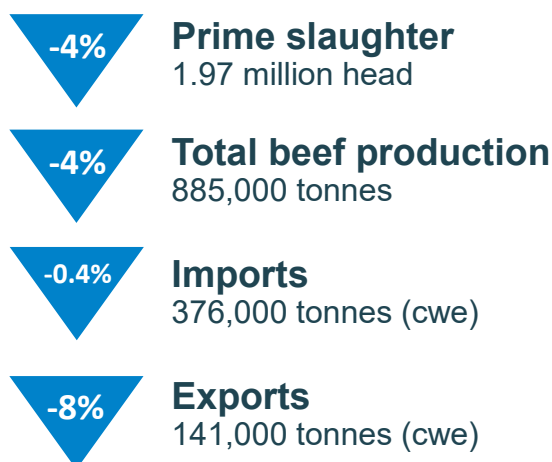 -4%
Prime slaughter
1.97 million head
-4%
Total beef production
885,000 tonnes
-0.4%
Imports
376,000 tonnes (cwe)
-8%
Exports
141,000 tonnes (cwe)